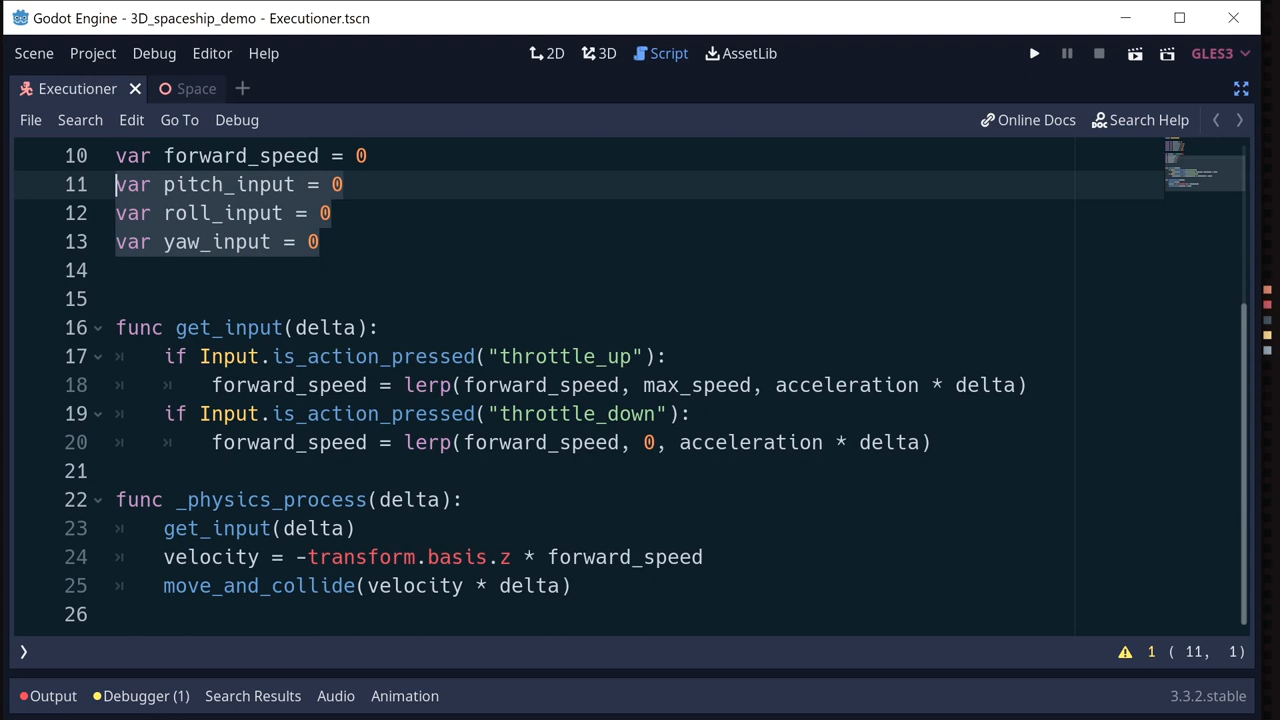 Godot Engine - 3D_spaceship_demo - Executioner.tscn
Scene Project Debug Editor Help 2D 3D Script AssetLib GLES3
Executioner Space
File Search Edit Go To Debug Online Docs Search Help
10 var forward_speed = 0
11 var pitch_input = 0
12 var roll_input = 0
13 var yaw_input = 0
14
15
16 func get_input(delta):
17 if Input.is_action_pressed("throttle_up"):
18 forward_speed = lerp(forward_speed, max_speed, acceleration * delta)
19 if Input.is_action_pressed("throttle_down"):
20 forward_speed = lerp(forward_speed, 0, acceleration * delta)
21
22 func _physics_process(delta):
23 get_input(delta)
24 velocity = -transform.basis.z * forward_speed
25 move_and_collide(velocity * delta)
26
1 ( 11, 1)
Output Debugger (1) Search Results Audio Animation 3.3.2.stable